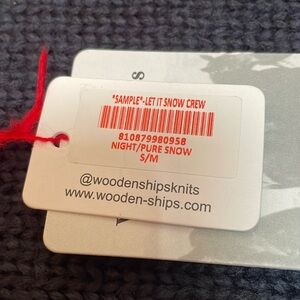 *SAMPLE*-LET IT SNOW CREW
810879980958
NIGHT/PURE SNOW
S/M
@woodenshipsknits
www.wooden-ships.com
S